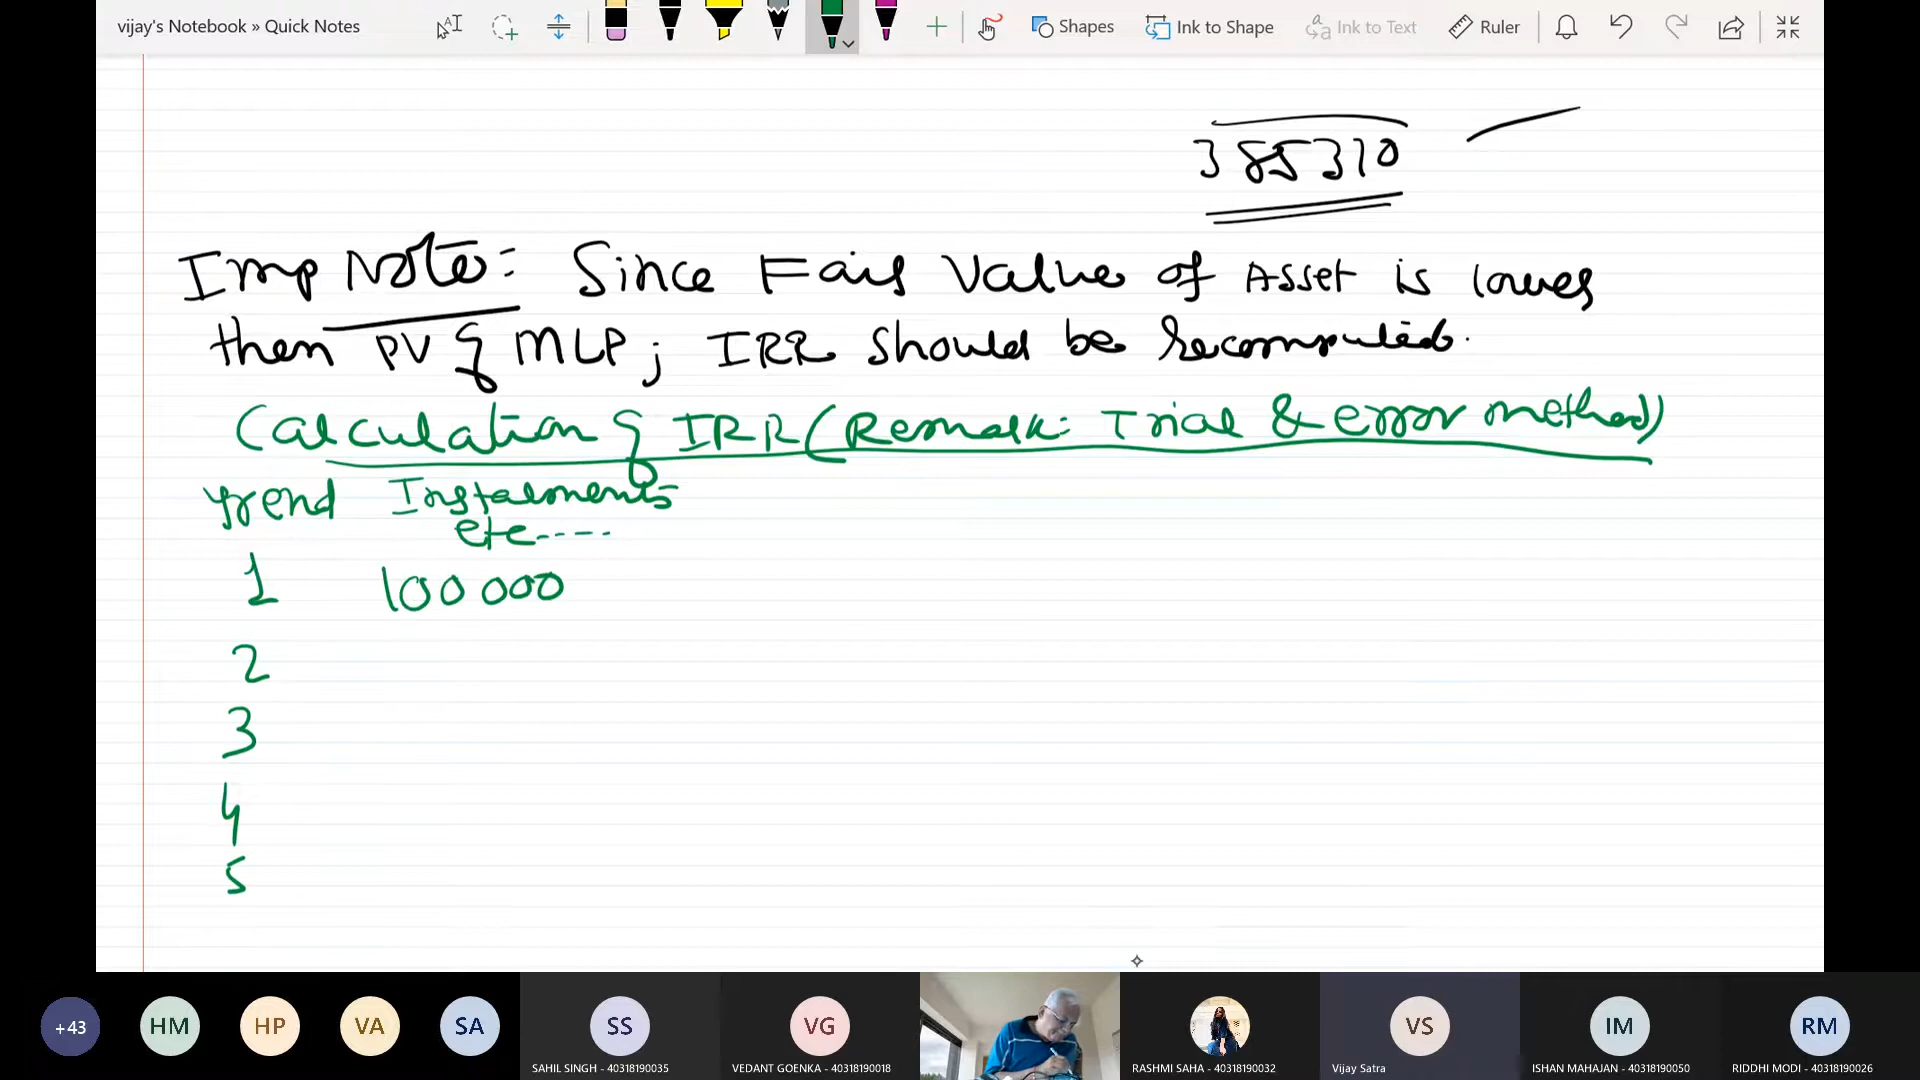 vijay's Notebook » Quick Notes
Shapes
Ink to Shape
Ink to Text
Ruler
385310
Imp Note:- Since Fair Value of Asset is lower
then PV of MLP; IRR should be recomputed.
Calculation of IRR (Remark: Trial & error method)
Yrend Instalments
etc----
1 100000
2
3
4
5
+43
HM
HP
VA
SA
SS
VG
VS
IM
RM
SAHIL SINGH - 40318190035
VEDANT GOENKA - 40318190018
RASHMI SAHA - 40318190032
Vijay Satra
ISHAN MAHAJAN - 40318190050
RIDDHI MODI - 40318190026